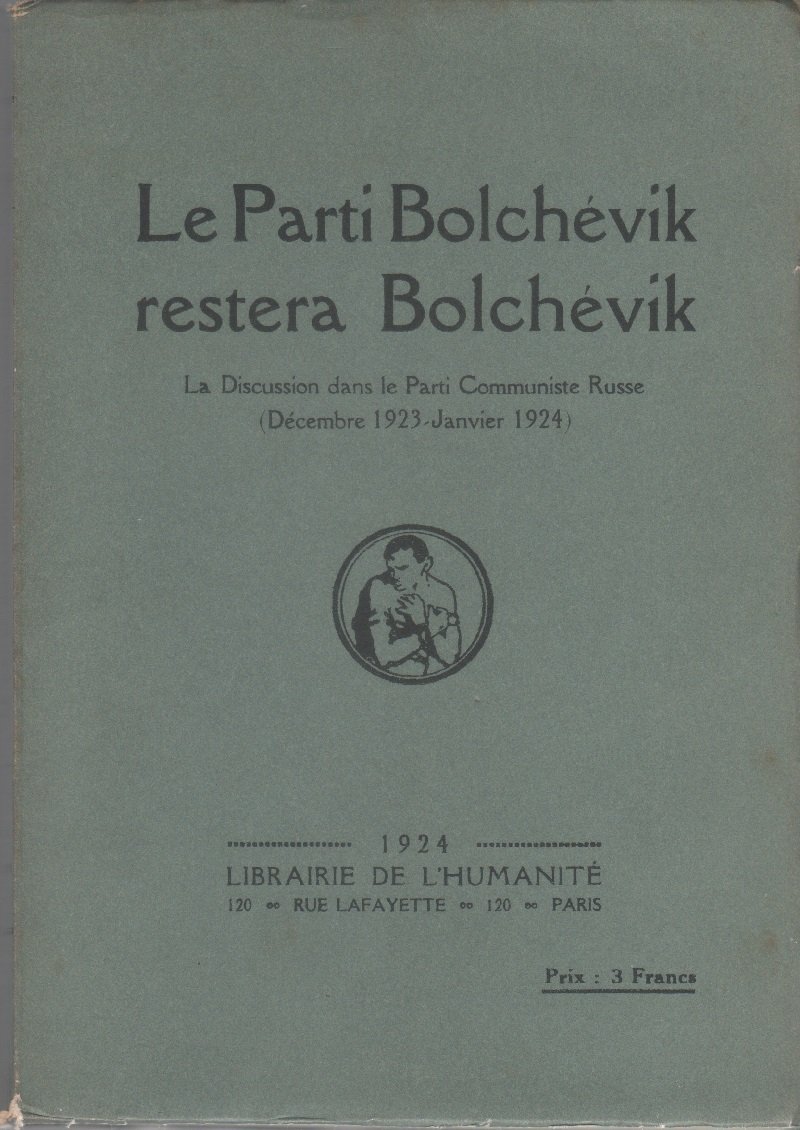 Le Parti Bolchévik
restera Bolchévik
La Discussion dans le Parti Communiste Russe
(Décembre 1923-Janvier 1924)
1924
LIBRAIRIE DE L'HUMANITÉ
120 ∞ RUE LAFAYETTE ∞ 120 ∞ PARIS
Prix : 3 Francs